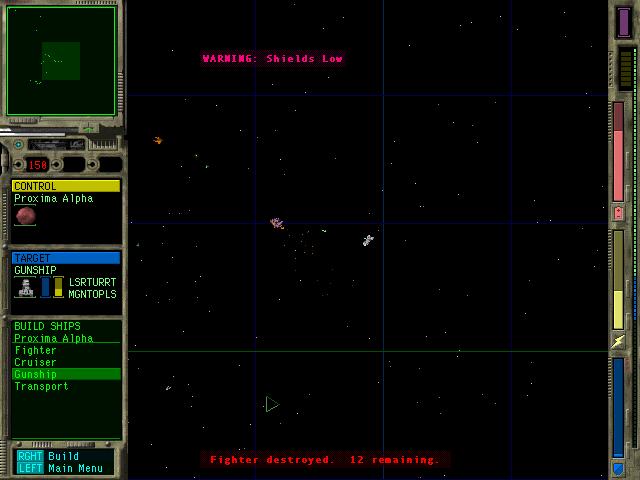 WARNING: Shields Low
150
CONTROL
Proxima Alpha
TARGET
GUNSHIP
LSRTURRT
MGNTOPLS
BUILD SHIPS
Proxima Alpha
Fighter
Cruiser
Gunship
Transport
RGHT Build
LEFT Main Menu
Fighter destroyed. 12 remaining.